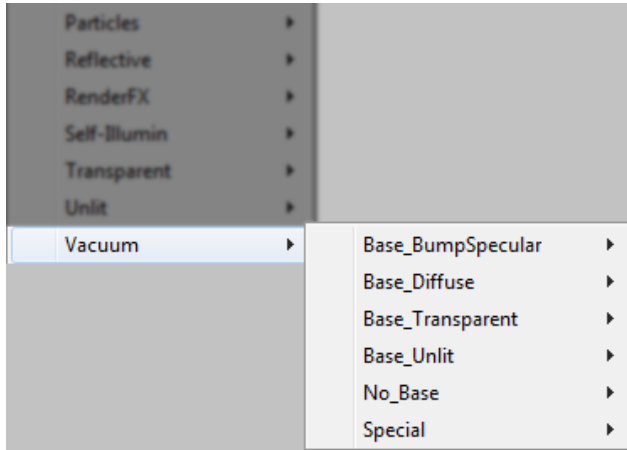 Particles
Reflective
RenderFX
Self-Illumin
Transparent
Unlit
Vacuum
Base_BumpSpecular
Base_Diffuse
Base_Transparent
Base_Unlit
No_Base
Special